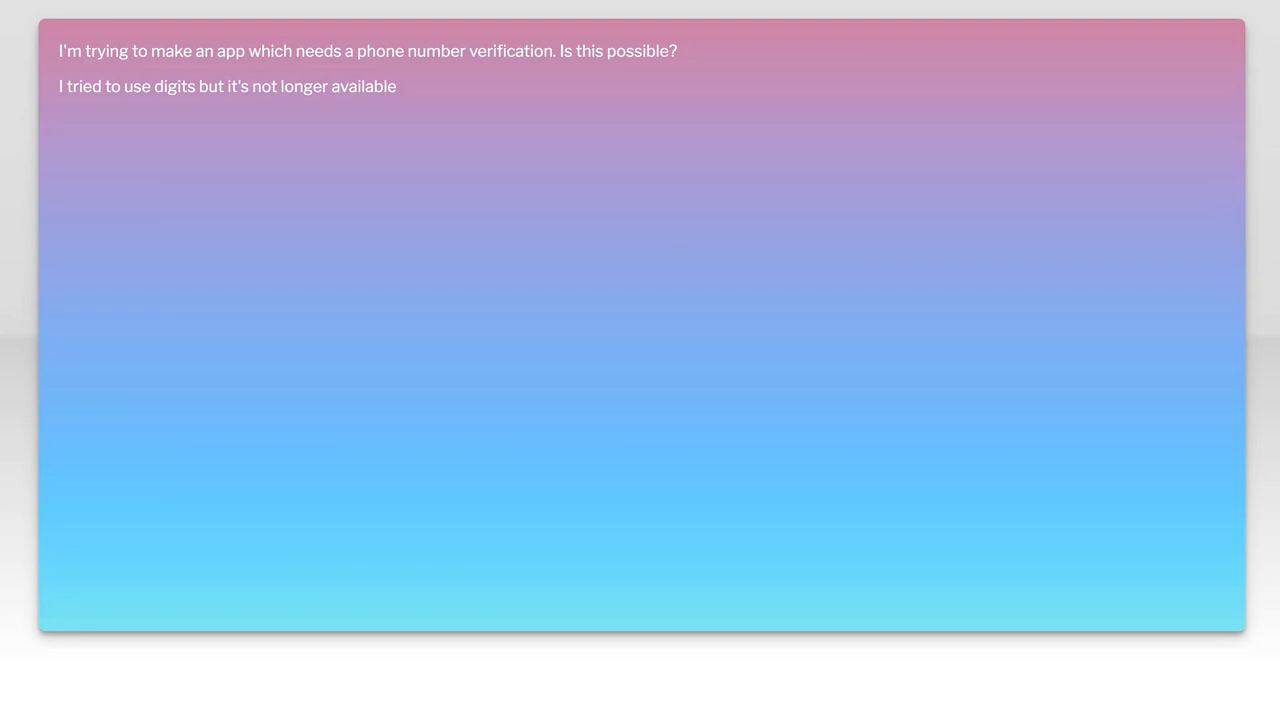 I'm trying to make an app which needs a phone number verification. Is this possible?
I tried to use digits but it's not longer available